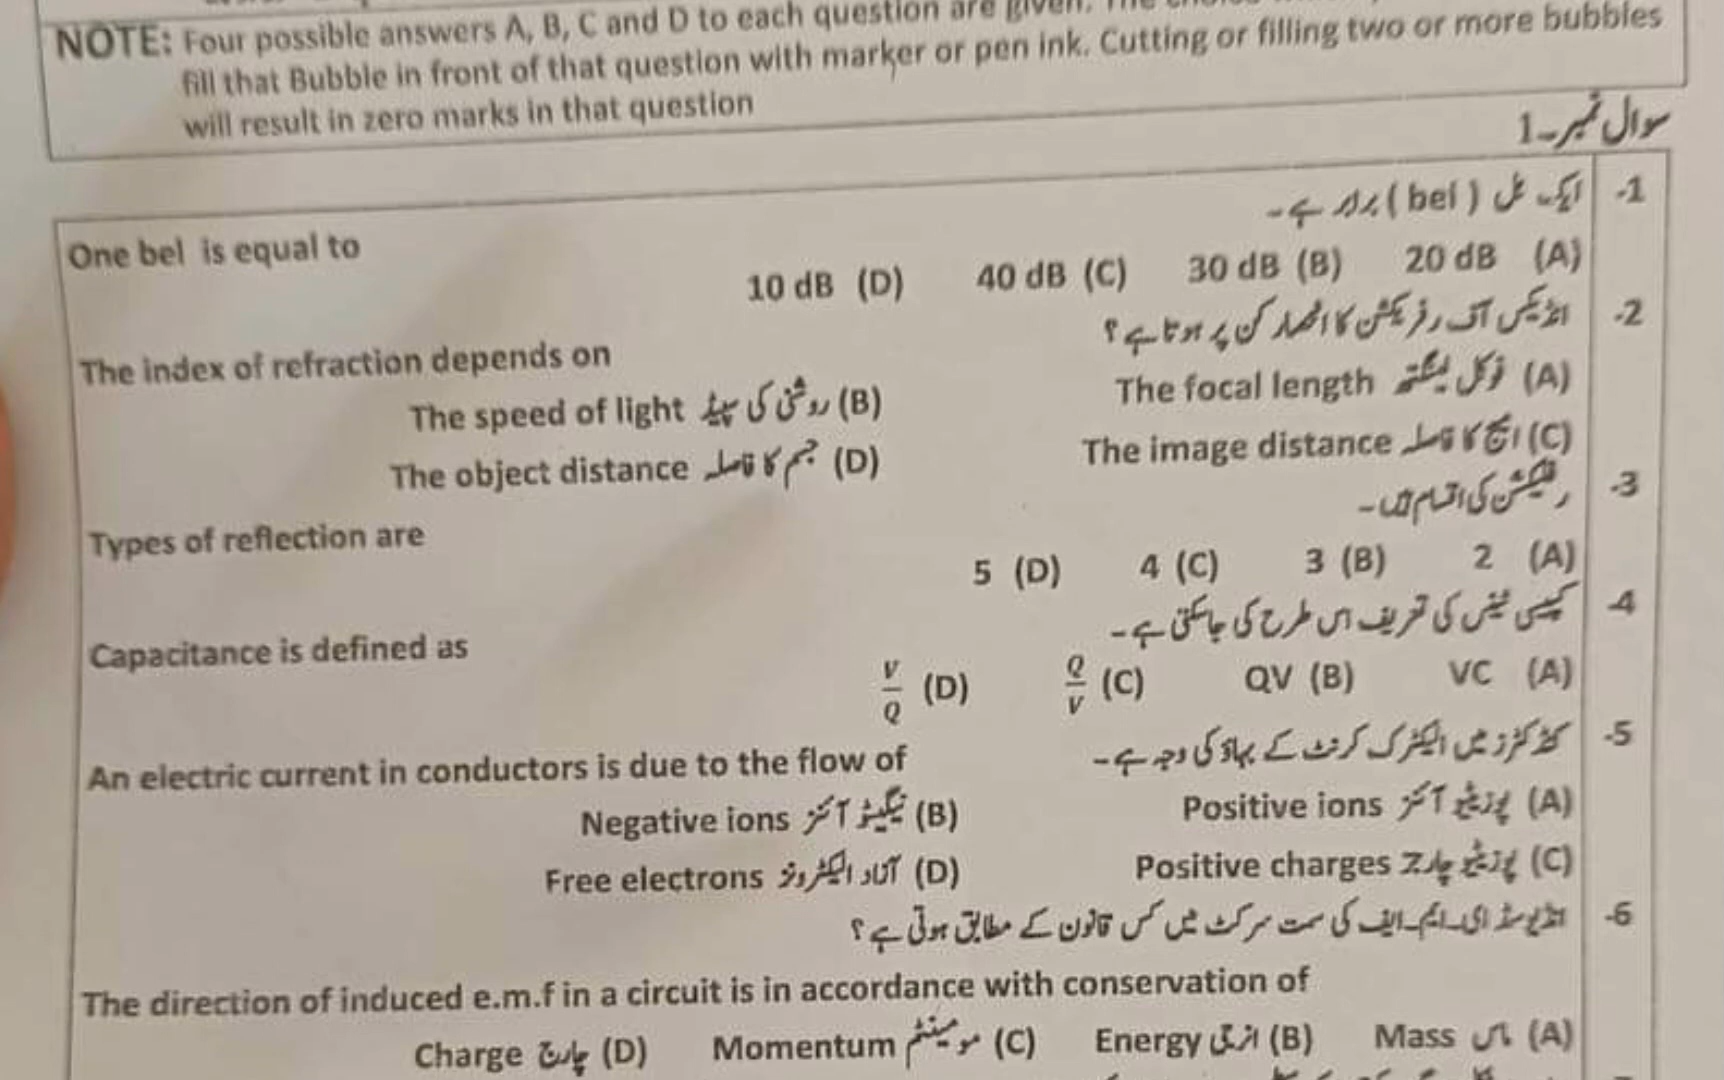 NOTE: Four possible answers A, B, C and D to each question are given. The
fill that Bubble in front of that question with marker or pen ink. Cutting or filling two or more bubbles
will result in zero marks in that question
سوال نمبر۔1
-1 ایک بل ( bel ) برابر ہے۔
One bel is equal to
(A) 20 dB (B) 30 dB (C) 40 dB (D) 10 dB
-2 انڈیکس آف رفریکشن کا انحصار کن پر ہوتا ہے؟
The index of refraction depends on
(A) فوکل لینگتھ The focal length (B) روشنی کی سپیڈ The speed of light
(C) امیج کا فاصلہ The image distance (D) جسم کا فاصلہ The object distance
-3 رفلیکشن کی اقسام ہیں۔
Types of reflection are
(A) 2 (B) 3 (C) 4 (D) 5
-4 کپیسی ٹینس کی تعریف اس طرح کی جاسکتی ہے۔
Capacitance is defined as
(A) VC (B) QV (C) Q/V (D) V/Q
-5 کنڈکٹرز میں الیکٹرک کرنٹ کے بہاؤ کی وجہ ہے۔
An electric current in conductors is due to the flow of
(A) پوزیٹیو آئنز Positive ions (B) نیگیٹو آئنز Negative ions
(C) پوزیٹیو چارج Positive charges (D) آزاد الیکٹرونز Free electrons
-6 انڈیوسڈ ای۔ایم۔ایف کی سمت سرکٹ میں کس قانون کے مطابق ہوتی ہے؟
The direction of induced e.m.f in a circuit is in accordance with conservation of
(A) ماس Mass (B) انرجی Energy (C) مومینٹم Momentum (D) چارج Charge